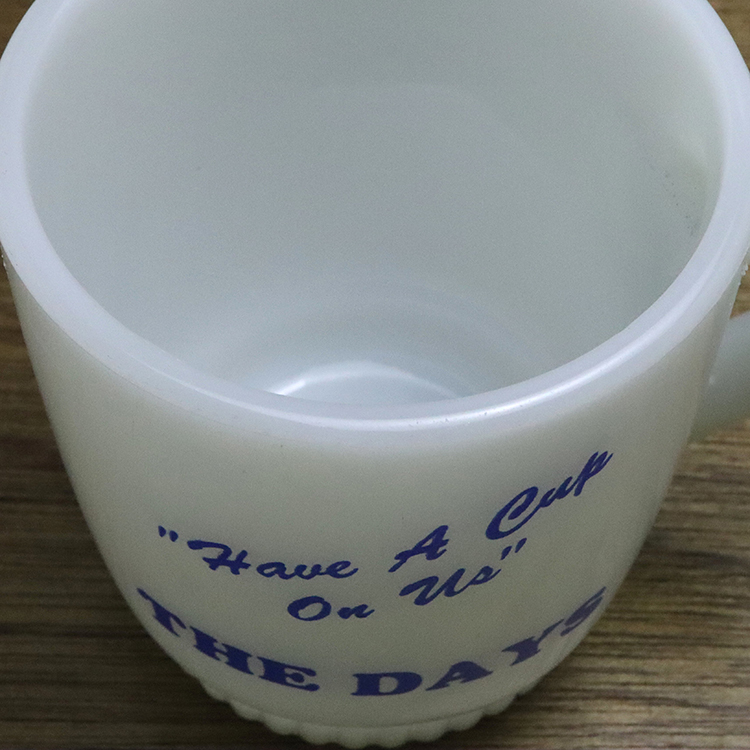 "Have A Cup
On Us"
THE DAYS